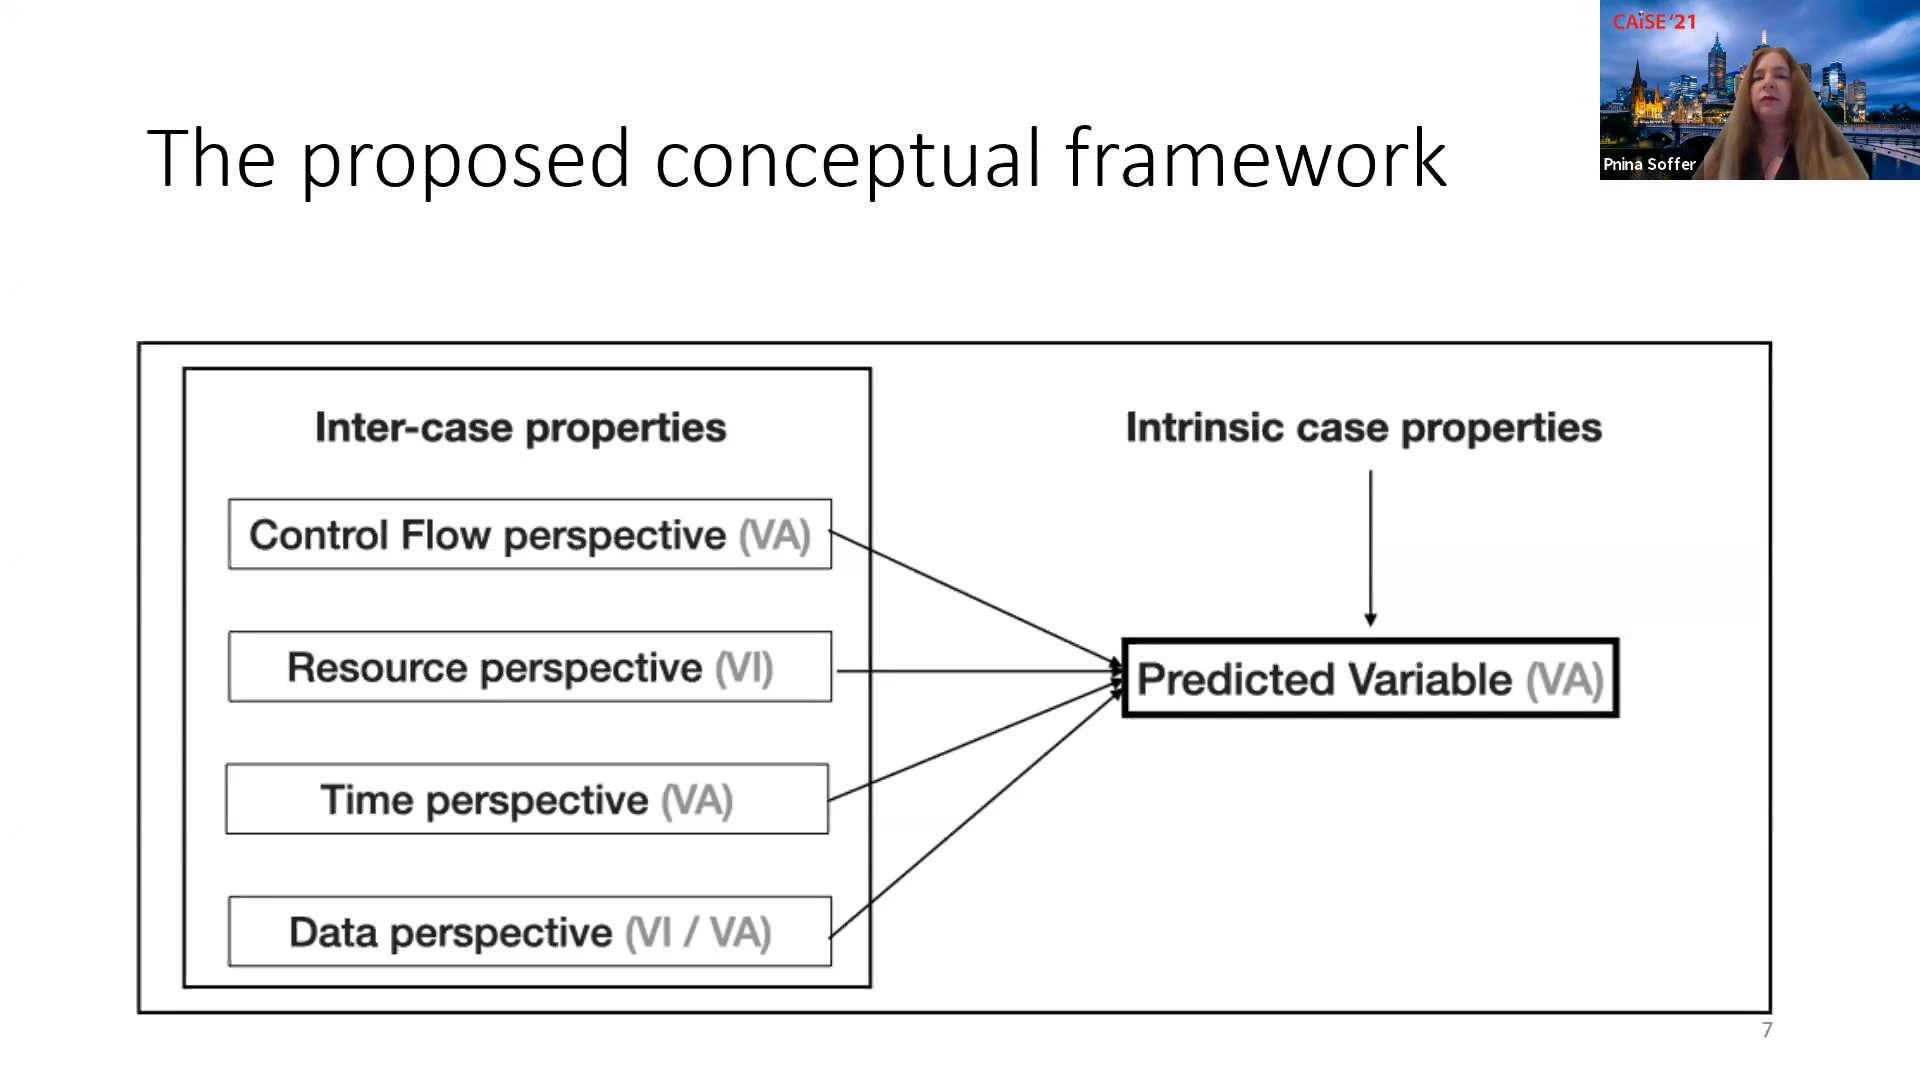 CAiSE '21
Pnina Soffer
The proposed conceptual framework
Inter-case properties
Control Flow perspective (VA)
Resource perspective (VI)
Time perspective (VA)
Data perspective (VI / VA)
Intrinsic case properties
Predicted Variable (VA)
7